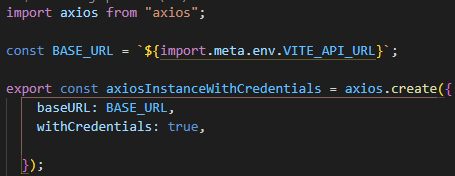 import axios from "axios";
const BASE_URL = `${import.meta.env.VITE_API_URL}`;
export const axiosInstanceWithCredentials = axios.create({
baseURL: BASE_URL,
withCredentials: true,
});